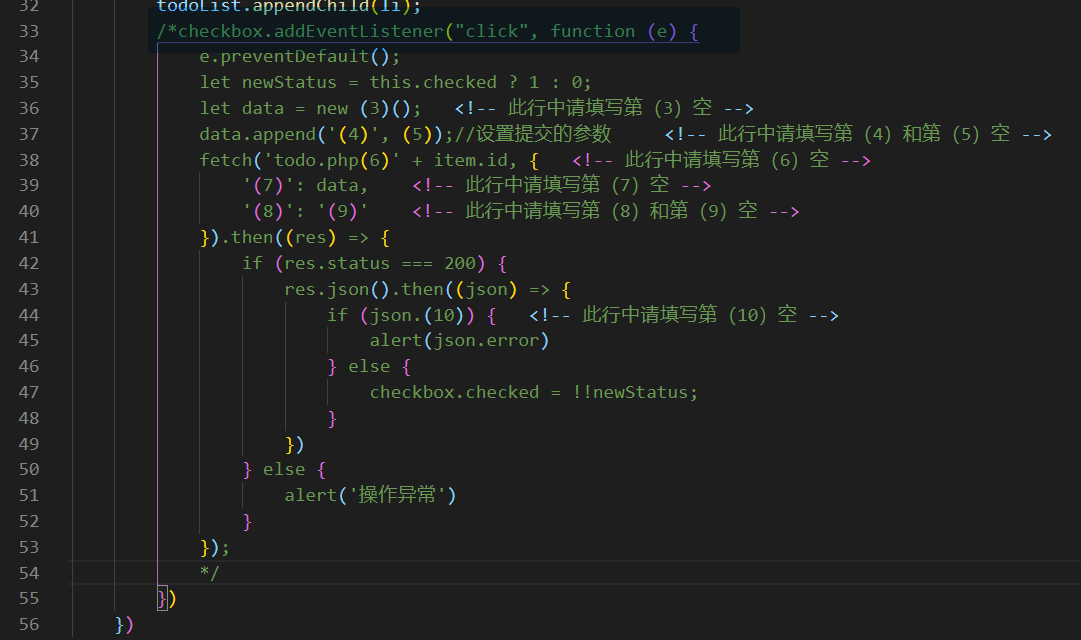 32 todoList.appendChild(li);
33 /*checkbox.addEventListener("click", function (e) {
34 e.preventDefault();
35 let newStatus = this.checked ? 1 : 0;
36 let data = new (3)(); <!-- 此行中请填写第 (3) 空 -->
37 data.append('(4)', (5));//设置提交的参数 <!-- 此行中请填写第 (4) 和第 (5) 空 -->
38 fetch('todo.php(6)' + item.id, { <!-- 此行中请填写第 (6) 空 -->
39 '(7)': data, <!-- 此行中请填写第 (7) 空 -->
40 '(8)': '(9)' <!-- 此行中请填写第 (8) 和第 (9) 空 -->
41 }).then((res) => {
42 if (res.status === 200) {
43 res.json().then((json) => {
44 if (json.(10)) { <!-- 此行中请填写第 (10) 空 -->
45 alert(json.error)
46 } else {
47 checkbox.checked = !!newStatus;
48 }
49 })
50 } else {
51 alert('操作异常')
52 }
53 });
54 */
55 })
56 })